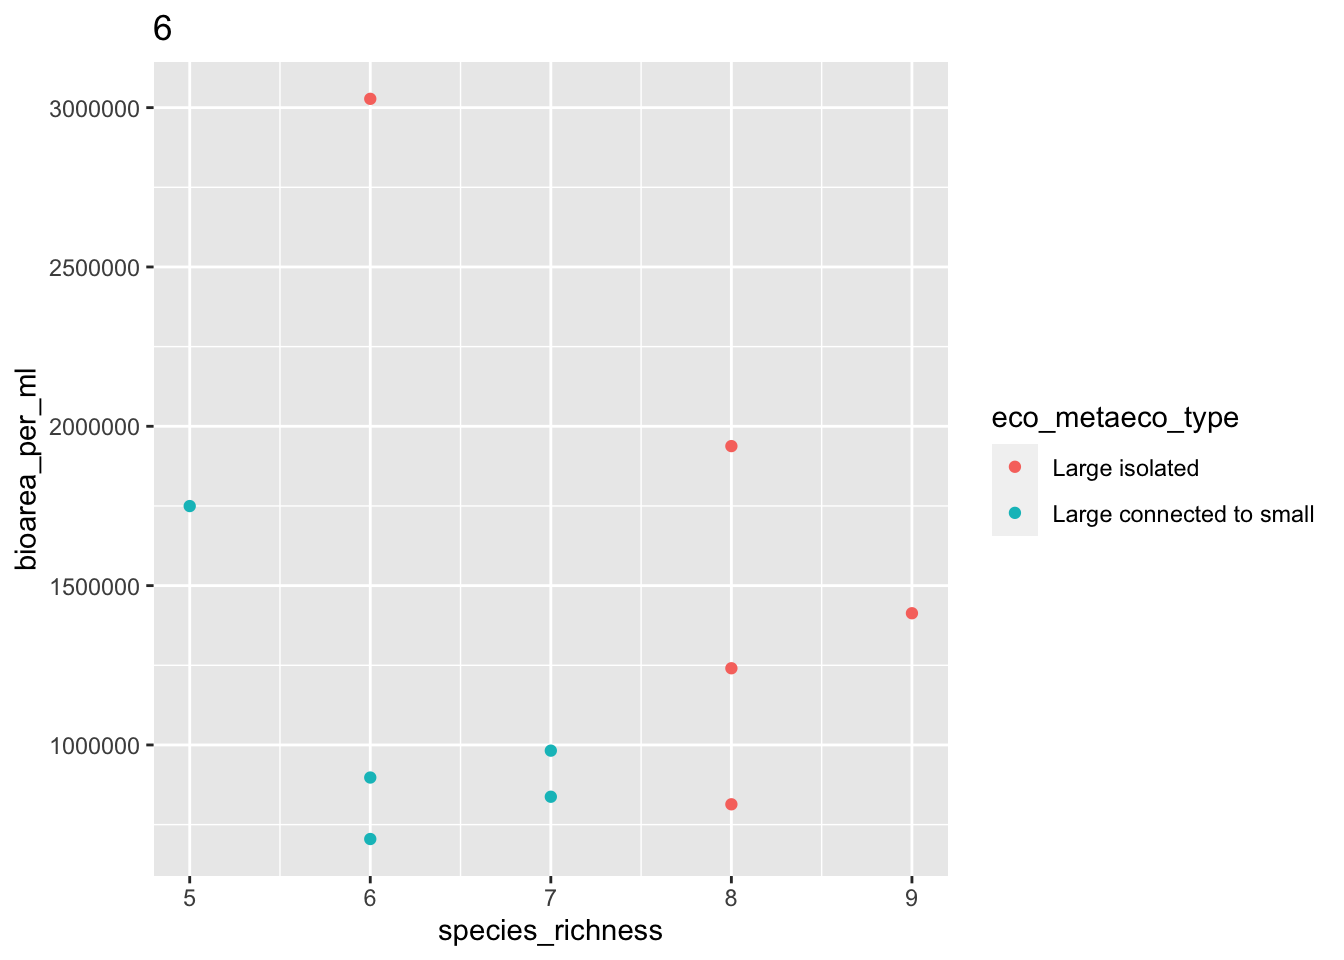 6
3000000
2500000
2000000
1500000
1000000
bioarea_per_ml
5 6 7 8 9
species_richness
eco_metaeco_type
Large isolated
Large connected to small